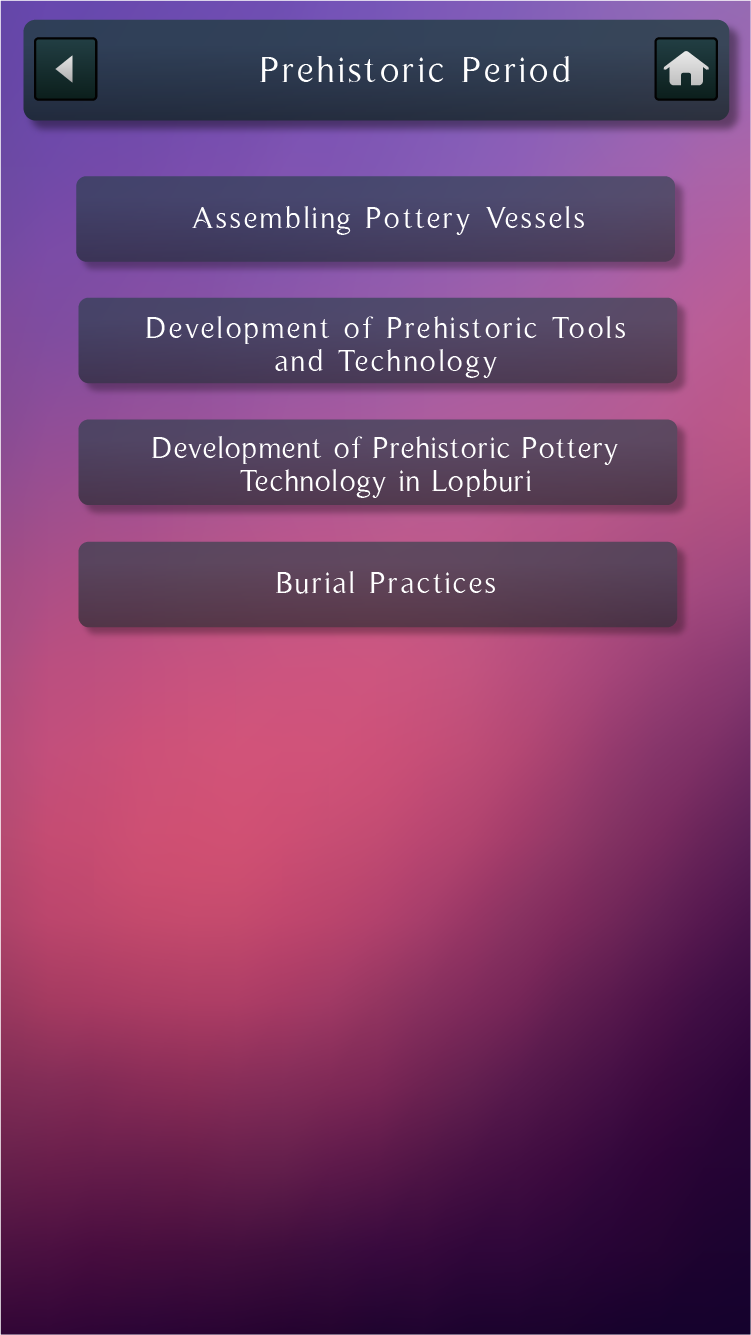 Prehistoric Period
Assembling Pottery Vessels
Development of Prehistoric Tools
and Technology
Development of Prehistoric Pottery
Technology in Lopburi
Burial Practices